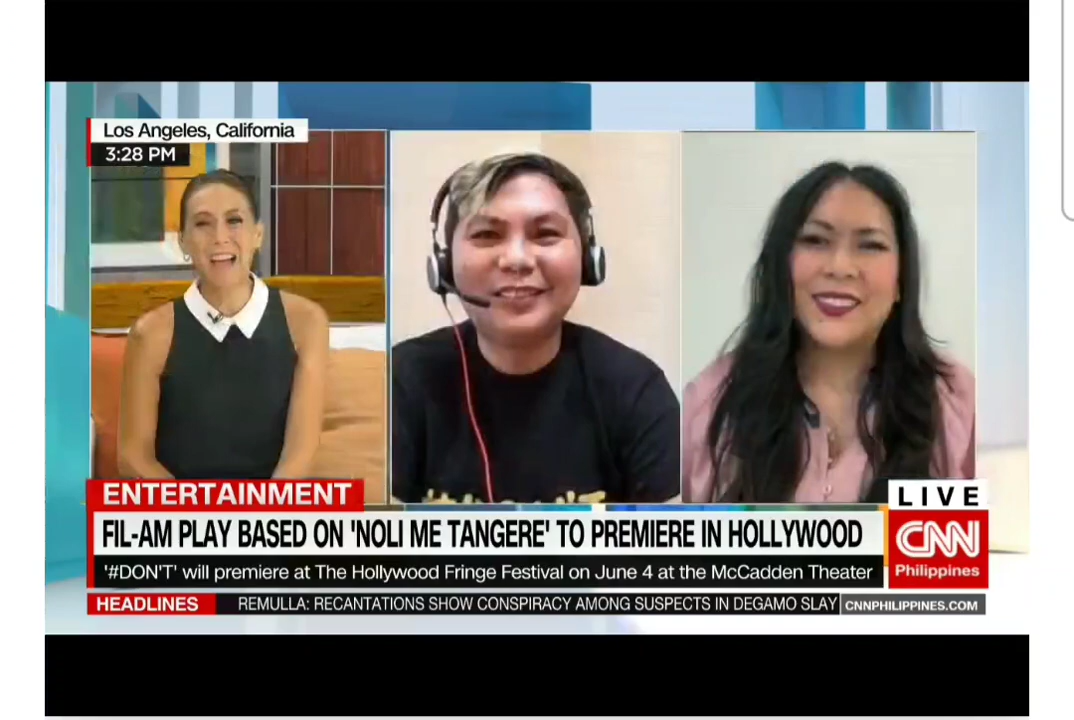 Los Angeles, California
3:28 PM
ENTERTAINMENT
LIVE
FIL-AM PLAY BASED ON 'NOLI ME TANGERE' TO PREMIERE IN HOLLYWOOD
CNN
Philippines
'#DON'T' will premiere at The Hollywood Fringe Festival on June 4 at the McCadden Theater
HEADLINES
REMULLA: RECANTATIONS SHOW CONSPIRACY AMONG SUSPECTS IN DEGAMO SLAY
CNNPHILIPPINES.COM